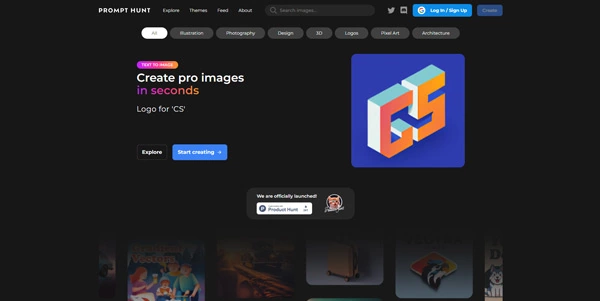 PROMPT HUNT
Explore
Themes
Feed
About
Search images...
Log In / Sign Up
Create
All
Illustration
Photography
Design
3D
Logos
Pixel Art
Architecture
TEXT TO IMAGE
Create pro images
in seconds
Logo for 'CS'
Explore
Start creating →
CS
We are officially launched!
Product Hunt